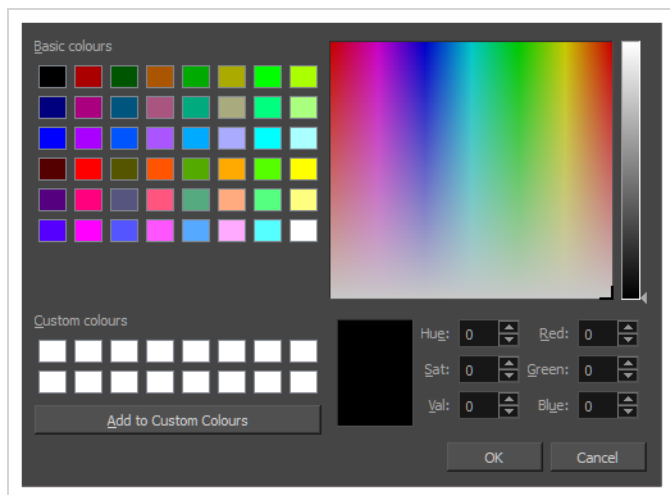 Basic colours
Custom colours
Add to Custom Colours
Hue: 0 Red: 0
Sat: 0 Green: 0
Val: 0 Blue: 0
OK Cancel